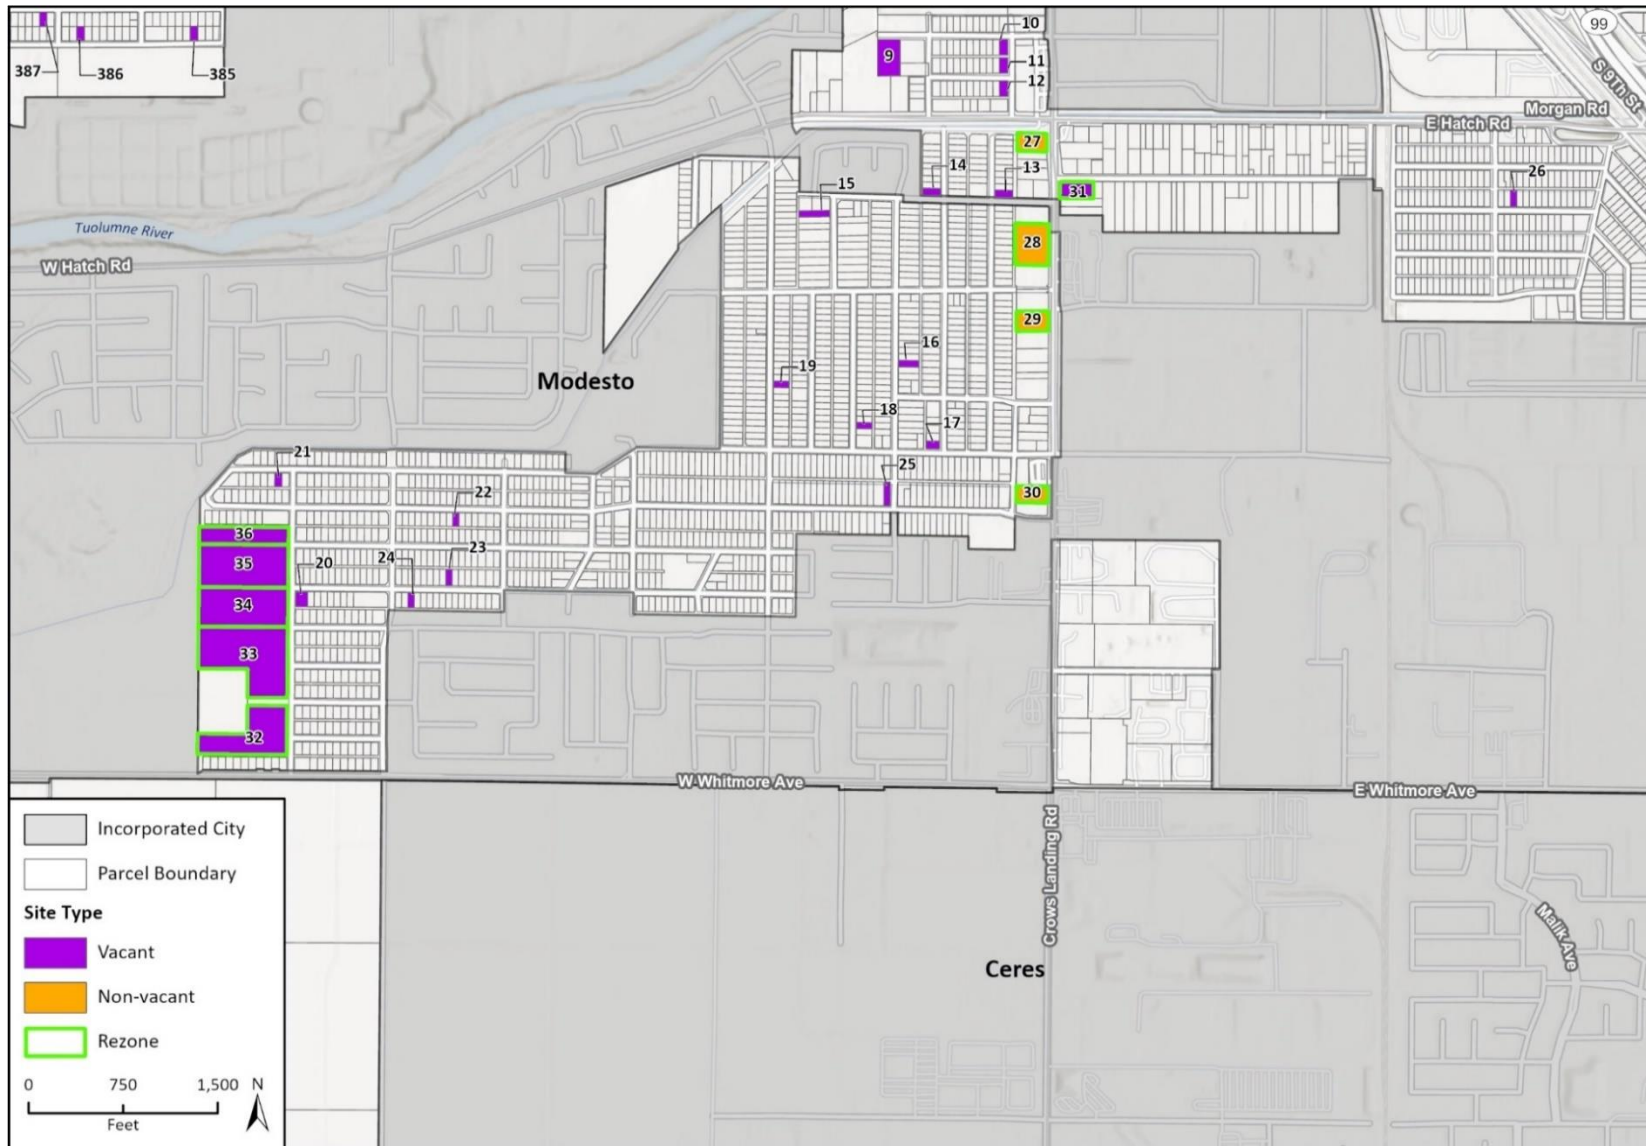 10
99
9
387
386
385
11
12
S 9Th St
Morgan Rd
E Hatch Rd
27
14
13
15
31
26
Tuolumne River
28
W Hatch Rd
29
16
19
Modesto
18
17
21
25
22
30
36
23
35
24
20
34
33
32
W Whitmore Ave
E Whitmore Ave
Crows Landing Rd
Malik Ave
Ceres
Incorporated City
Parcel Boundary
Site Type
Vacant
Non-vacant
Rezone
0 750 1,500 N
Feet